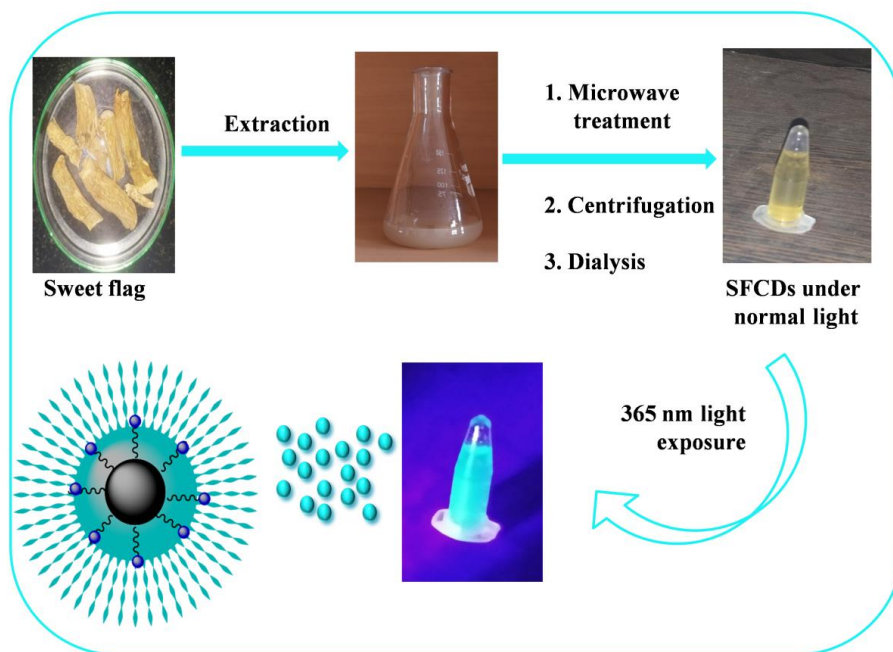 Extraction
1. Microwave
treatment
2. Centrifugation
3. Dialysis
Sweet flag
SFCDs under
normal light
365 nm light
exposure